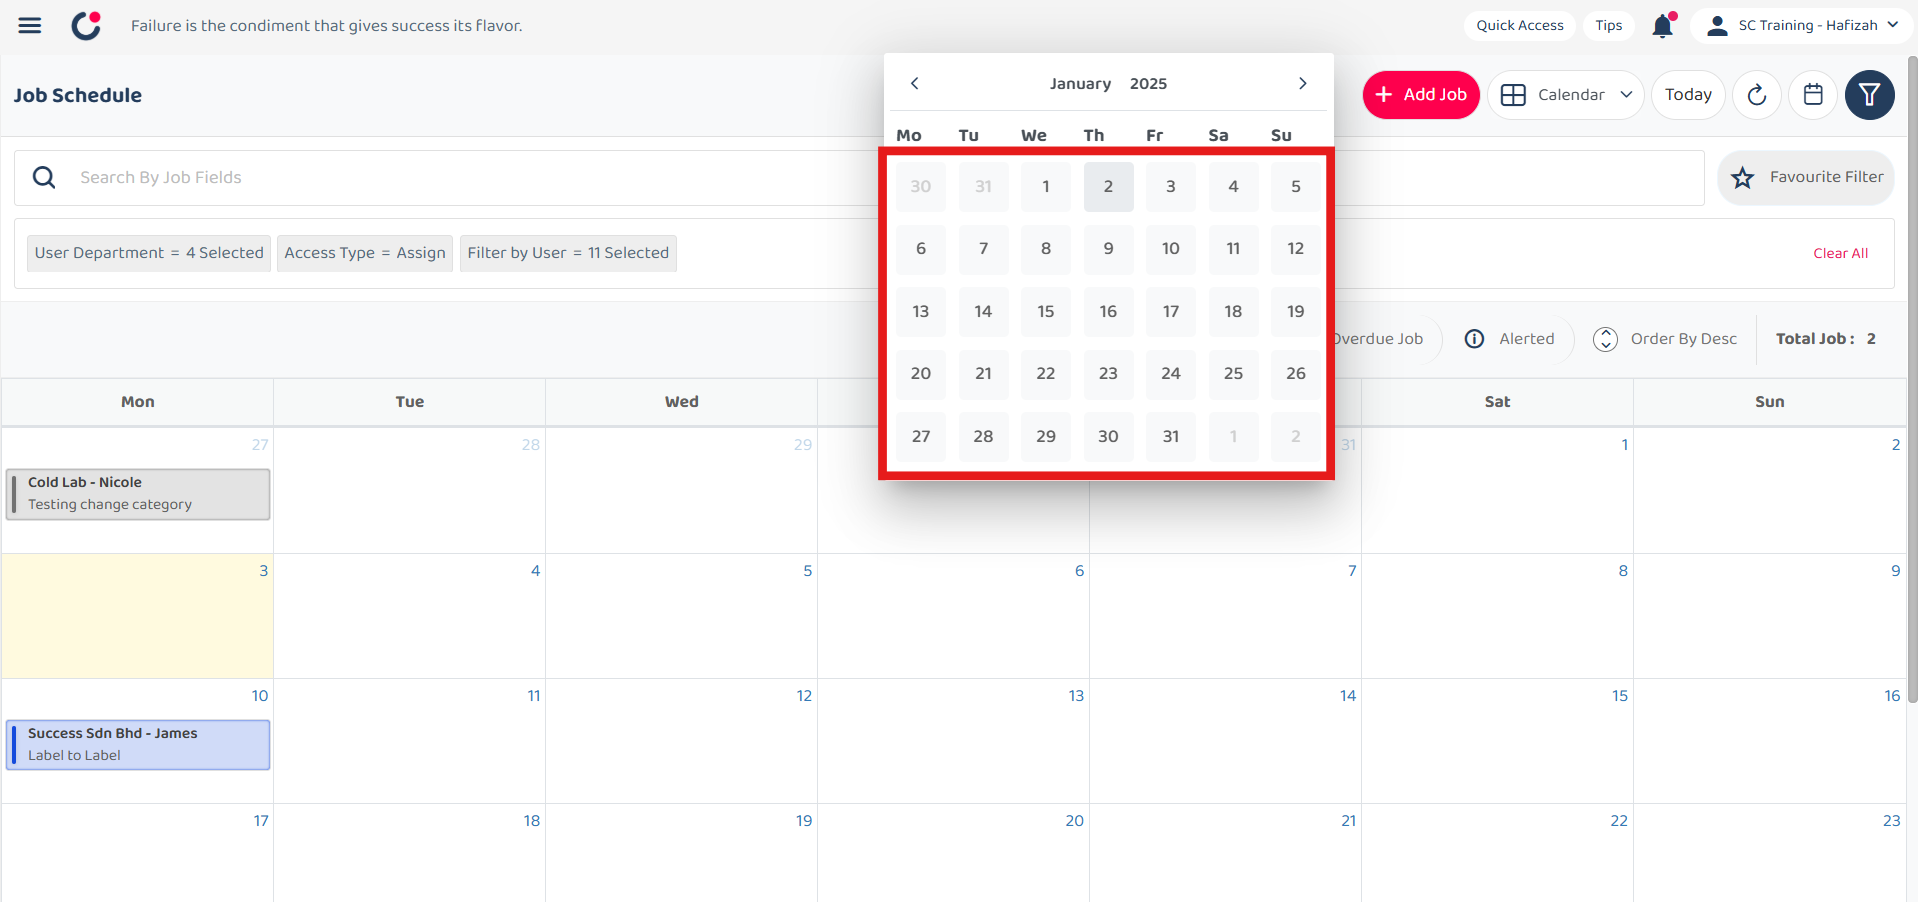 Failure is the condiment that gives success its flavor.
Quick Access
Tips
SC Training - Hafizah
Job Schedule
January 2025
Add Job
Calendar
Today
Mo Tu We Th Fr Sa Su
Search By Job Fields
Favourite Filter
30 31 1 2 3 4 5
User Department = 4 Selected
Access Type = Assign
Filter by User = 11 Selected
Clear All
6 7 8 9 10 11 12
13 14 15 16 17 18 19
Overdue Job
Alerted
Order By Desc
Total Job : 2
20 21 22 23 24 25 26
27 28 29 30 31 1 2
Mon Tue Wed Sat Sun
27 28 29 31 1 2
Cold Lab - Nicole
Testing change category
3 4 5 6 7 8 9
10 11 12 13 14 15 16
Success Sdn Bhd - James
Label to Label
17 18 19 20 21 22 23